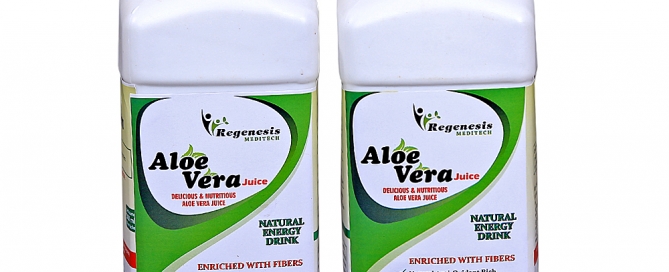 Regenesis
MEDITECH
Aloe
Vera Juice
DELICIOUS & NUTRITIOUS
ALOE VERA JUICE
NATURAL
ENERGY
DRINK
ENRICHED WITH FIBERS
Regenesis
MEDITECH
Aloe
Vera Juice
DELICIOUS & NUTRITIOUS
ALOE VERA JUICE
NATURAL
ENERGY
DRINK
ENRICHED WITH FIBERS